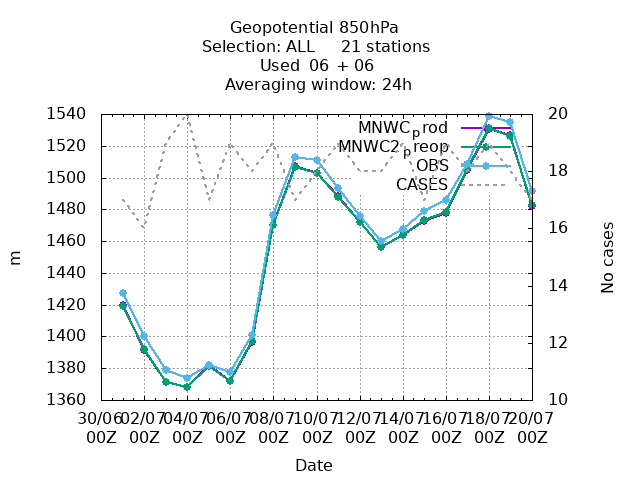 Geopotential 850hPa
Selection: ALL 21 stations
Used 06 + 06
Averaging window: 24h
1540
1520
1500
1480
1460
1440
1420
1400
1380
1360
m
20
18
16
14
12
10
No cases
MNWC_prod
MNWC2_preop
OBS
CASES
30/06 02/07 04/07 06/07 08/07 10/07 12/07 14/07 16/07 18/07 20/07
00Z 00Z 00Z 00Z 00Z 00Z 00Z 00Z 00Z 00Z 00Z
Date